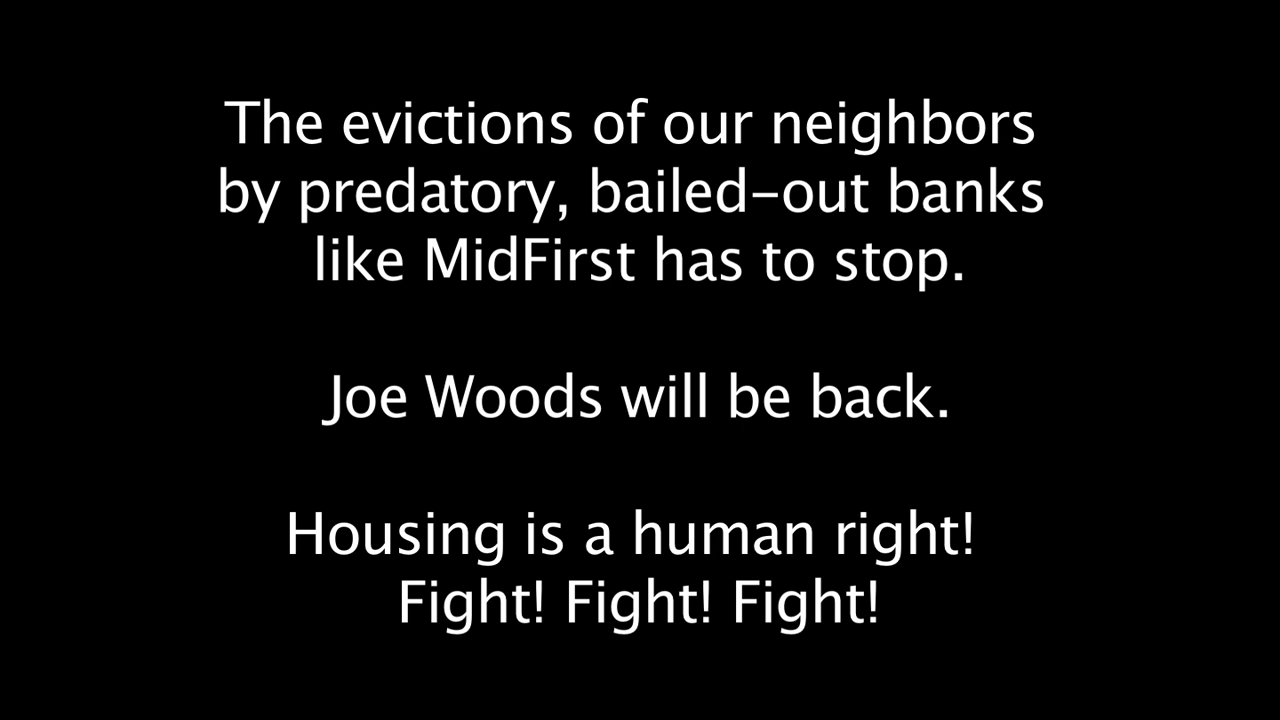 The evictions of our neighbors
by predatory, bailed-out banks
like MidFirst has to stop.
Joe Woods will be back.
Housing is a human right!
Fight! Fight! Fight!